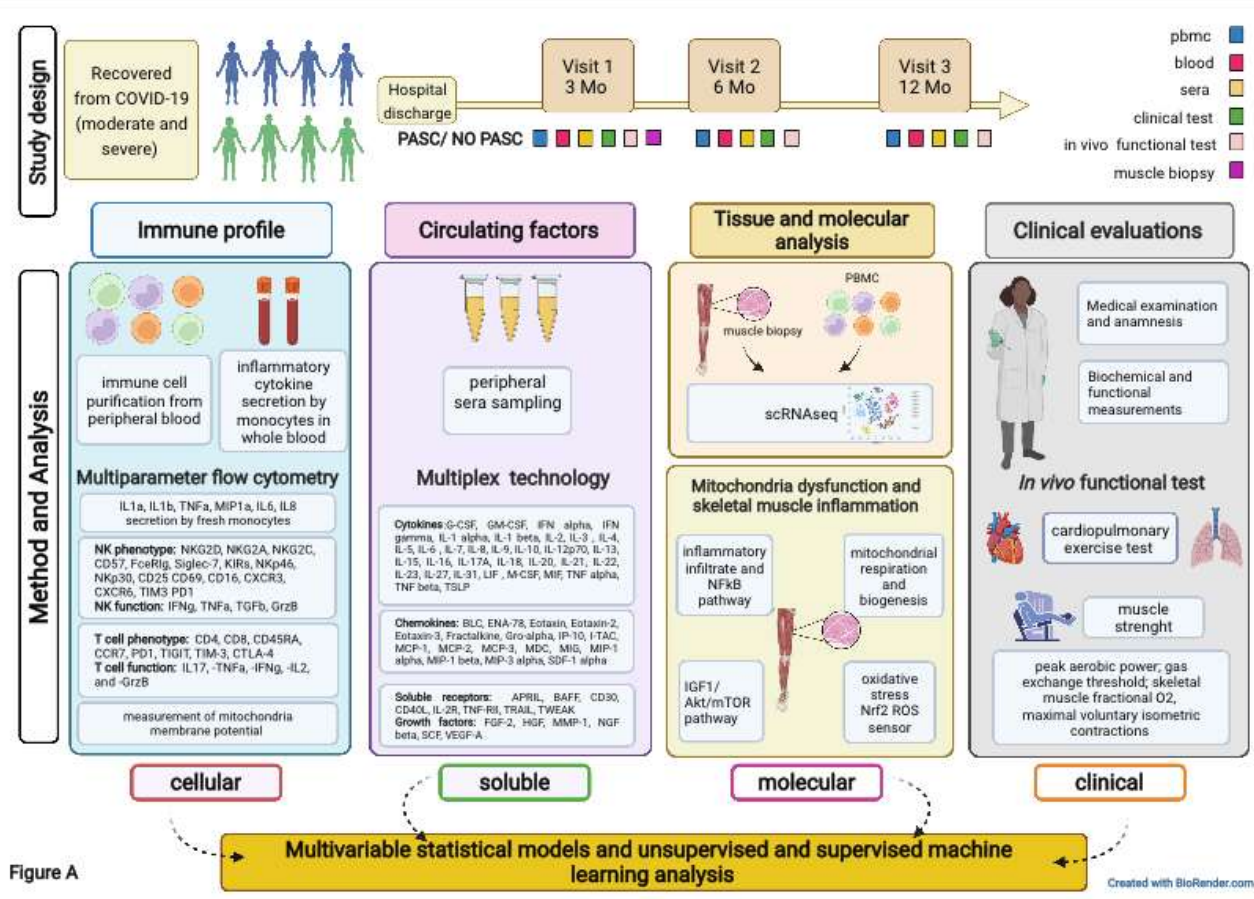 Study design
Recovered
from COVID-19
(moderate and
severe)
Hospital
discharge
Visit 1
3 Mo
Visit 2
6 Mo
Visit 3
12 Mo
PASC/ NO PASC
pbmc
blood
sera
clinical test
in vivo functional test
muscle biopsy
Method and Analysis
Immune profile
immune cell
purification from
peripheral blood
inflammatory
cytokine
secretion by
monocytes in
whole blood
Multiparameter flow cytometry
IL1a, IL1b, TNFa, MIP1a, IL6, IL8
secretion by fresh monocytes
NK phenotype: NKG2D, NKG2A, NKG2C,
CD57, FceRIg, Siglec-7, KIRs, NKp46,
NKp30, CD25 CD69, CD16, CXCR3,
CXCR6, TIM3 PD1
NK function: IFNg, TNFa, TGFb, GrzB
T cell phenotype: CD4, CD8, CD45RA,
CCR7, PD1, TIGIT, TIM-3, CTLA-4
T cell function: IL17, -TNFa, -IFNg, -IL2,
and -GrzB
measurement of mitochondria
membrane potential
Circulating factors
peripheral
sera sampling
Multiplex technology
Cytokines:G-CSF, GM-CSF, IFN alpha, IFN
gamma, IL-1 alpha, IL-1 beta, IL-2, IL-3 , IL-4,
IL-5, IL-6 , IL-7, IL-8, IL-9, IL-10, IL-12p70, IL-13,
IL-15, IL-16, IL-17A, IL-18, IL-20, IL-21, IL-22,
IL-23, IL-27, IL-31, LIF , M-CSF, MIF, TNF alpha,
TNF beta, TSLP
Chemokines: BLC, ENA-78, Eotaxin, Eotaxin-2,
Eotaxin-3, Fractalkine, Gro-alpha, IP-10, I-TAC,
MCP-1, MCP-2, MCP-3, MDC, MIG, MIP-1
alpha, MIP-1 beta, MIP-3 alpha, SDF-1 alpha
Soluble receptors: APRIL, BAFF, CD30,
CD40L, IL-2R, TNF-RII, TRAIL, TWEAK
Growth factors: FGF-2, HGF, MMP-1, NGF
beta, SCF, VEGF-A
Tissue and molecular
analysis
muscle biopsy
PBMC
scRNAseq
Mitochondria dysfunction and
skeletal muscle inflammation
inflammatory
infiltrate and
NFkB
pathway
mitochondrial
respiration
and
biogenesis
IGF1/
Akt/mTOR
pathway
oxidative
stress
Nrf2 ROS
sensor
Clinical evaluations
Medical examination
and anamnesis
Biochemical and
functional
measurements
In vivo functional test
cardiopulmonary
exercise test
muscle
strenght
peak aerobic power; gas
exchange threshold; skeletal
muscle fractional O2,
maximal voluntary isometric
contractions
cellular
soluble
molecular
clinical
Multivariable statistical models and unsupervised and supervised machine
learning analysis
Figure A
Created with BioRender.com